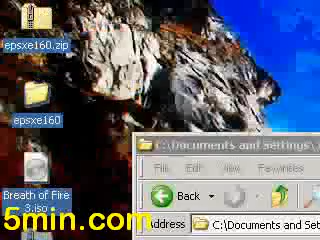 epsxe160.zip
epsxe160
Breath of Fire
3.iso
5min.com
C:\Documents and Settings\
File Edit View Favorites
Back
Address C:\Documents and Set